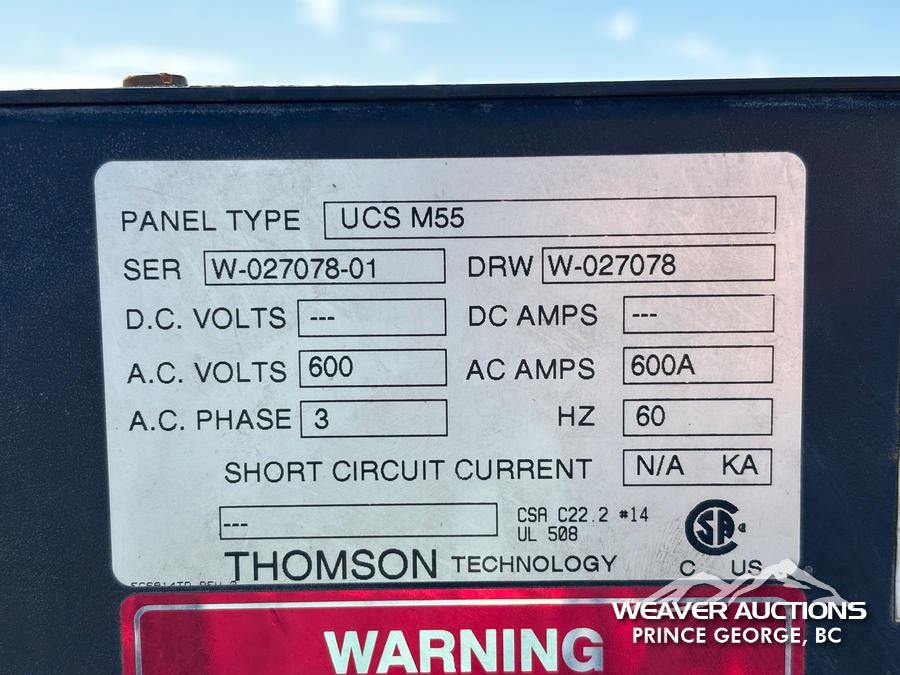 PANEL TYPE UCS M55
SER W-027078-01 DRW W-027078
D.C. VOLTS --- DC AMPS ---
A.C. VOLTS 600 AC AMPS 600A
A.C. PHASE 3 HZ 60
SHORT CIRCUIT CURRENT N/A KA
--- CSA C22.2 #14
UL 508
THOMSON TECHNOLOGY
C US
WARNING
WEAVER AUCTIONS
PRINCE GEORGE, BC